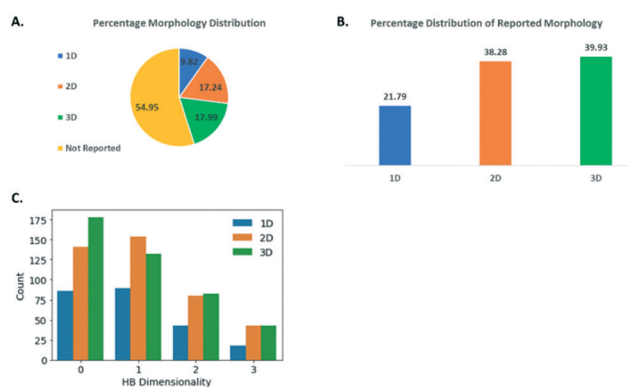 A.
Percentage Morphology Distribution
1D
2D
3D
Not Reported
9.82
17.24
17.99
54.95
B.
Percentage Distribution of Reported Morphology
21.79
38.28
39.93
1D
2D
3D
C.
175
150
125
100
75
50
25
0
Count
1D
2D
3D
0 1 2 3
HB Dimensionality